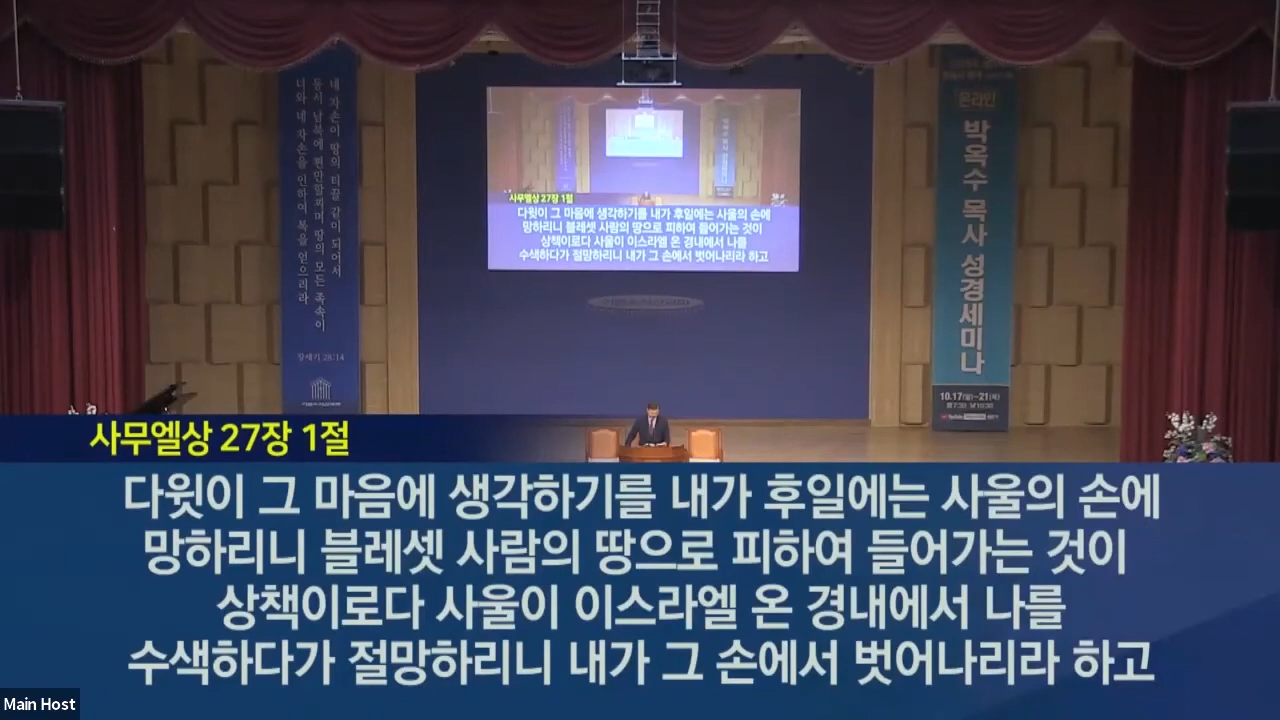 네 자손이 땅의 티끌 같이 되어서
동서 남북에 편만할찌며 땅의 모든 족속이
너와 네 자손을 인하여 복을 얻으리라
창세기 28:14
사무엘상 27장 1절
다윗이 그 마음에 생각하기를 내가 후일에는 사울의 손에
망하리니 블레셋 사람의 땅으로 피하여 들어가는 것이
상책이로다 사울이 이스라엘 온 경내에서 나를
수색하다가 절망하리니 내가 그 손에서 벗어나리라 하고
온라인
박옥수 목사 성경세미나
10.17(일)~21(목)
사무엘상 27장 1절
다윗이 그 마음에 생각하기를 내가 후일에는 사울의 손에
망하리니 블레셋 사람의 땅으로 피하여 들어가는 것이
상책이로다 사울이 이스라엘 온 경내에서 나를
수색하다가 절망하리니 내가 그 손에서 벗어나리라 하고
Main Host